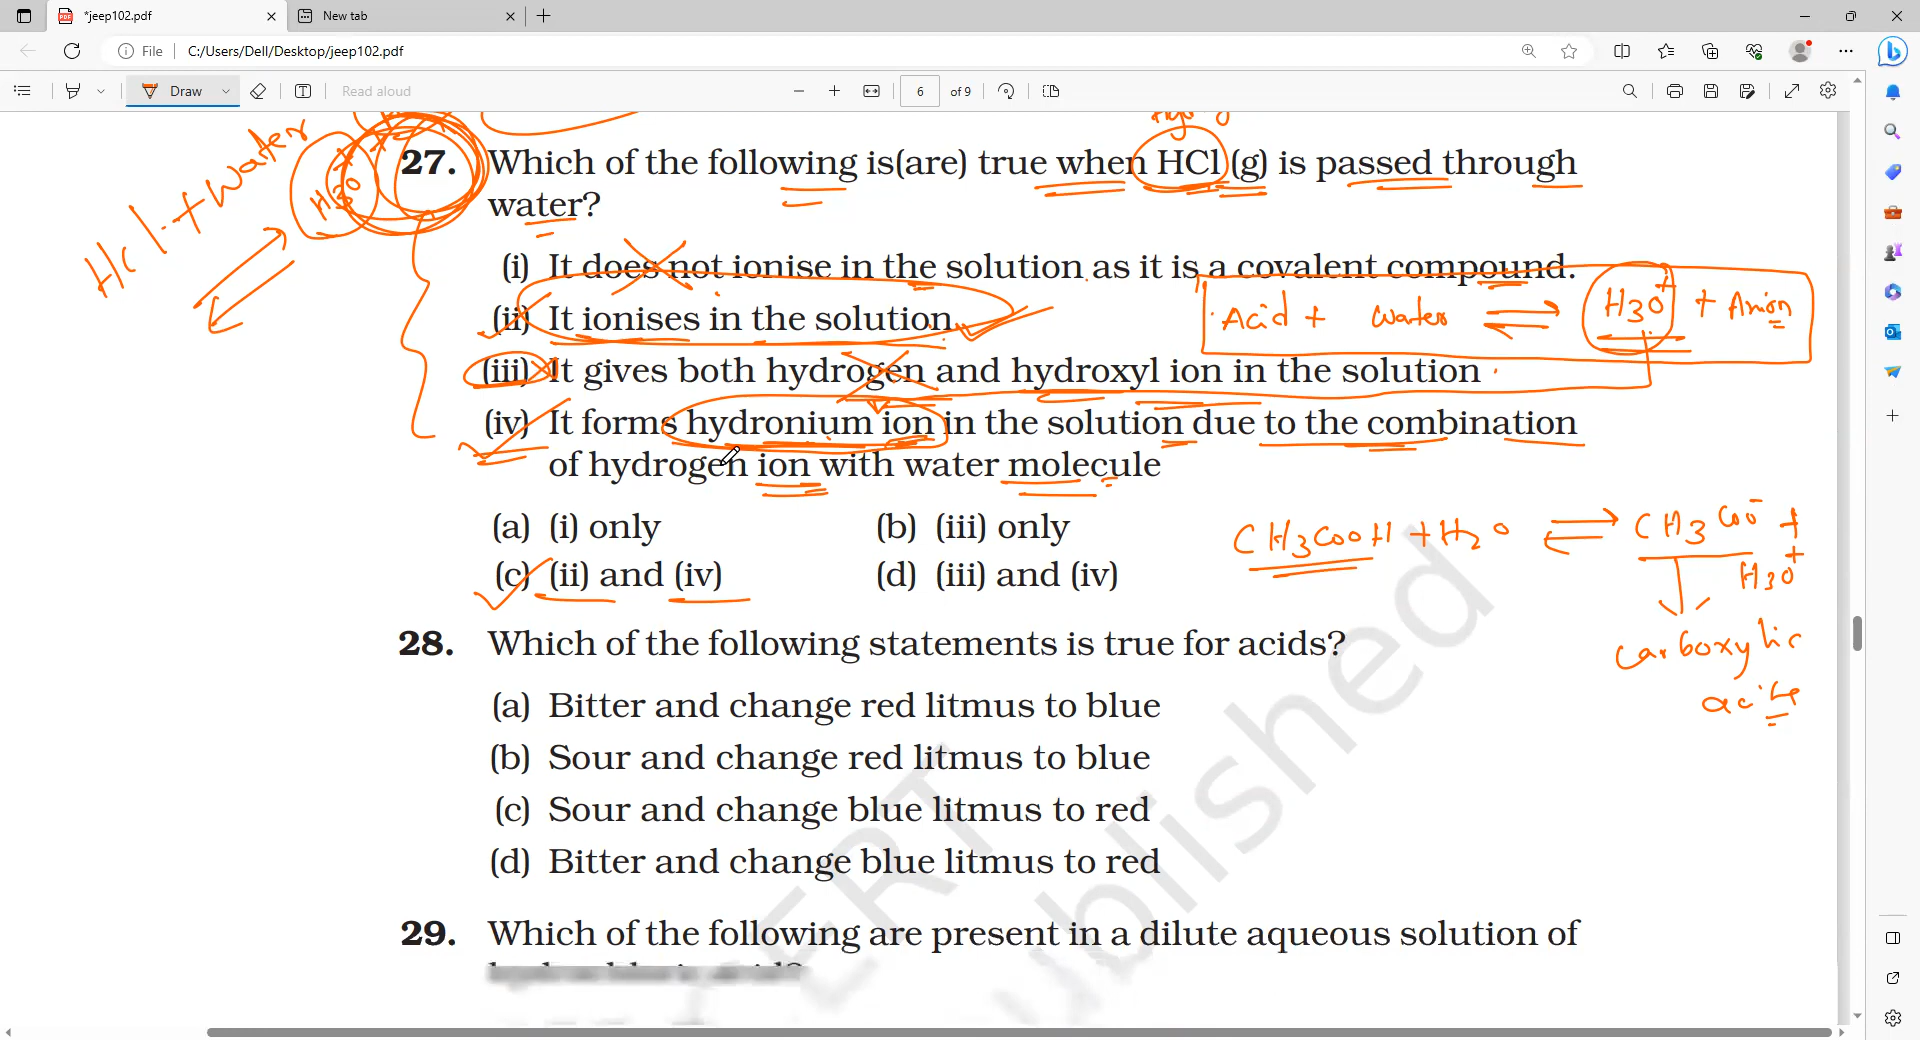 *jeep102.pdf
New tab
File
C:/Users/Dell/Desktop/jeep102.pdf
Draw
Read aloud
6 of 9
HCl + water
H3O
27. Which of the following is(are) true when HCl (g) is passed through
water?
(i) It does not ionise in the solution as it is a covalent compound.
(ii) It ionises in the solution
Acid + water ⇌ H3O+ + Anion
(iii) It gives both hydrogen and hydroxyl ion in the solution
(iv) It forms hydronium ion in the solution due to the combination
of hydrogen ion with water molecule
(a) (i) only
(b) (iii) only
(c) (ii) and (iv)
(d) (iii) and (iv)
CH3COOH + H2O ⇌ CH3COO- +
H3O+
carboxylic
28. Which of the following statements is true for acids?
(a) Bitter and change red litmus to blue
(b) Sour and change red litmus to blue
(c) Sour and change blue litmus to red
(d) Bitter and change blue litmus to red
29. Which of the following are present in a dilute aqueous solution of